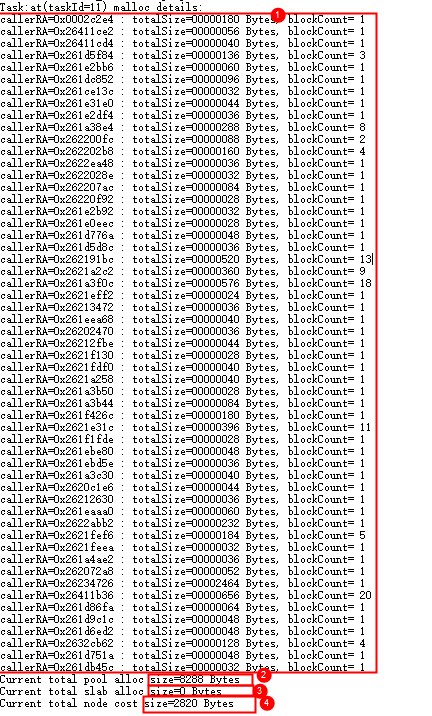 Task:at(taskId=11) malloc details:
1
callerRA=0x0002c2e4 : totalSize=00000180 Bytes, blockCount= 1
callerRA=0x26411ce2 : totalSize=00000056 Bytes, blockCount= 1
callerRA=0x26411cd4 : totalSize=00000040 Bytes, blockCount= 1
callerRA=0x261d5f84 : totalSize=00000136 Bytes, blockCount= 3
callerRA=0x261e2bb6 : totalSize=00000060 Bytes, blockCount= 1
callerRA=0x261dc852 : totalSize=00000096 Bytes, blockCount= 1
callerRA=0x261ce13c : totalSize=00000032 Bytes, blockCount= 1
callerRA=0x261e31e0 : totalSize=00000044 Bytes, blockCount= 1
callerRA=0x261e2df4 : totalSize=00000036 Bytes, blockCount= 1
callerRA=0x261a38e4 : totalSize=00000288 Bytes, blockCount= 8
callerRA=0x262200fc : totalSize=00000088 Bytes, blockCount= 2
callerRA=0x262202b8 : totalSize=00000160 Bytes, blockCount= 4
callerRA=0x2622ea48 : totalSize=00000036 Bytes, blockCount= 1
callerRA=0x2622028e : totalSize=00000032 Bytes, blockCount= 1
callerRA=0x262207ac : totalSize=00000084 Bytes, blockCount= 1
callerRA=0x26220f92 : totalSize=00000028 Bytes, blockCount= 1
callerRA=0x261e2b92 : totalSize=00000032 Bytes, blockCount= 1
callerRA=0x261e0eec : totalSize=00000028 Bytes, blockCount= 1
callerRA=0x261d776a : totalSize=00000048 Bytes, blockCount= 1
callerRA=0x261d5d8c : totalSize=00000036 Bytes, blockCount= 1
callerRA=0x262191bc : totalSize=00000520 Bytes, blockCount= 13
callerRA=0x2621a2c2 : totalSize=00000360 Bytes, blockCount= 9
callerRA=0x261a3f0c : totalSize=00000576 Bytes, blockCount= 18
callerRA=0x2621eff2 : totalSize=00000024 Bytes, blockCount= 1
callerRA=0x26213472 : totalSize=00000036 Bytes, blockCount= 1
callerRA=0x261eea68 : totalSize=00000040 Bytes, blockCount= 1
callerRA=0x26202470 : totalSize=00000036 Bytes, blockCount= 1
callerRA=0x26212fbe : totalSize=00000044 Bytes, blockCount= 1
callerRA=0x2621f130 : totalSize=00000028 Bytes, blockCount= 1
callerRA=0x2621fdf0 : totalSize=00000040 Bytes, blockCount= 1
callerRA=0x2621a258 : totalSize=00000040 Bytes, blockCount= 1
callerRA=0x261a3b50 : totalSize=00000028 Bytes, blockCount= 1
callerRA=0x261a3b44 : totalSize=00000084 Bytes, blockCount= 1
callerRA=0x261f426c : totalSize=00000180 Bytes, blockCount= 11
callerRA=0x2621e31c : totalSize=00000396 Bytes, blockCount= 11
callerRA=0x261f1fde : totalSize=00000028 Bytes, blockCount= 1
callerRA=0x261ebe80 : totalSize=00000048 Bytes, blockCount= 1
callerRA=0x261ebd5e : totalSize=00000036 Bytes, blockCount= 1
callerRA=0x261a3c30 : totalSize=00000040 Bytes, blockCount= 1
callerRA=0x2620c1e6 : totalSize=00000044 Bytes, blockCount= 1
callerRA=0x26212630 : totalSize=00000036 Bytes, blockCount= 1
callerRA=0x261eaaa0 : totalSize=00000060 Bytes, blockCount= 1
callerRA=0x2622abb2 : totalSize=00000232 Bytes, blockCount= 1
callerRA=0x2621fef6 : totalSize=00000184 Bytes, blockCount= 5
callerRA=0x2621feea : totalSize=00000032 Bytes, blockCount= 1
callerRA=0x261a4ae2 : totalSize=00000036 Bytes, blockCount= 1
callerRA=0x262072a8 : totalSize=00000052 Bytes, blockCount= 1
callerRA=0x26234726 : totalSize=00002464 Bytes, blockCount= 1
callerRA=0x26411b36 : totalSize=00000656 Bytes, blockCount= 20
callerRA=0x261d86fa : totalSize=00000064 Bytes, blockCount= 1
callerRA=0x261d9c1c : totalSize=00000048 Bytes, blockCount= 1
callerRA=0x261d6ed2 : totalSize=00000048 Bytes, blockCount= 1
callerRA=0x2632cb62 : totalSize=00000128 Bytes, blockCount= 4
callerRA=0x261d751a : totalSize=00000048 Bytes, blockCount= 1
callerRA=0x261db45c : totalSize=00000032 Bytes, blockCount= 1
Current total pool alloc size=8288 Bytes 2
Current total slab alloc size=0 Bytes 3
Current total node cost size=2820 Bytes 4